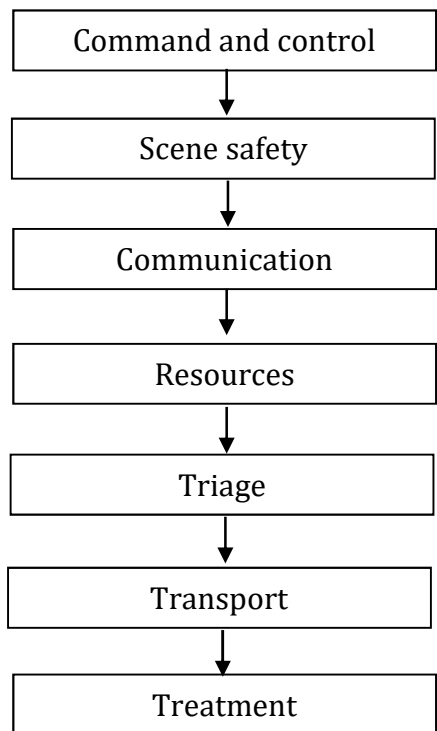 Command and control
Scene safety
Communication
Resources
Triage
Transport
Treatment